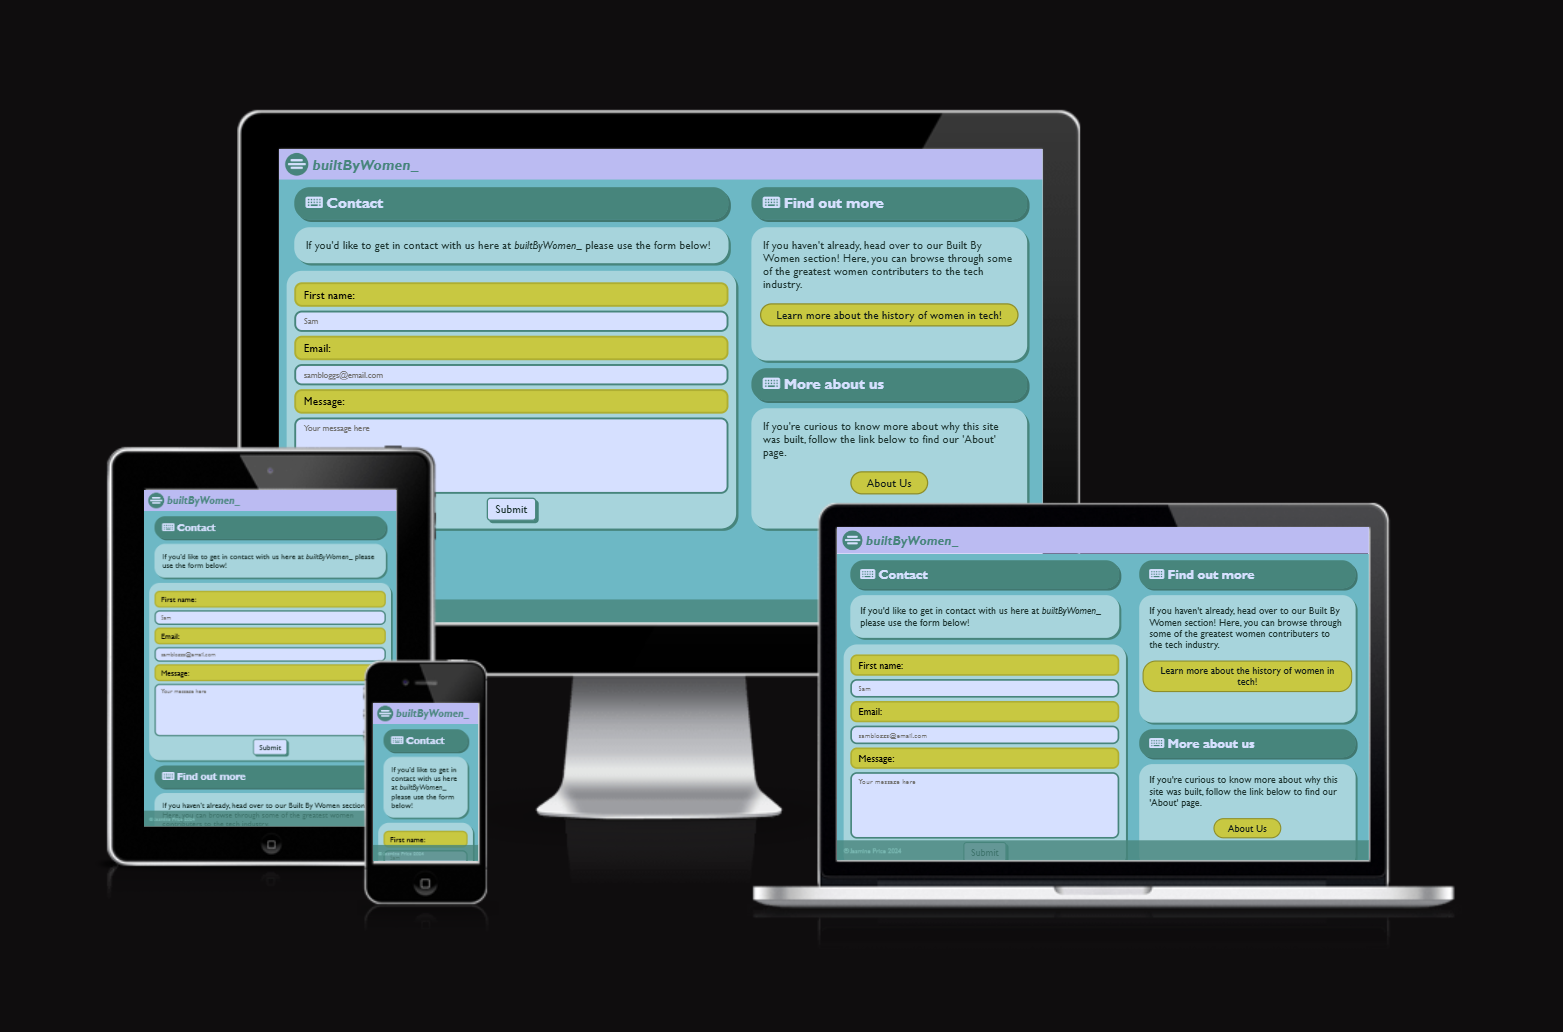 builtByWomen_
Contact
If you'd like to get in contact with us here at builtByWomen_ please use the form below!
First name:
Sam
Email:
sambloggs@email.com
Message:
Your message here
Submit
Find out more
If you haven't already, head over to our Built By
Women section! Here, you can browse through some
of the greatest women contributers to the tech
industry.
Learn more about the history of women in tech!
More about us
If you're curious to know more about why this site
was built, follow the link below to find our 'About'
page.
About Us
builtByWomen_
Contact
If you'd like to get in contact with us here at builtByWomen_ please
use the form below!
First name:
Sam
Email:
sambloggs@email.com
Message:
Your message here
Submit
Find out more
If you haven't already, head over to our Built By Women section!
Here, you can browse through some of the greatest women
contributers to the tech industry.
builtByWomen_
Contact
If you'd like to get in
contact with us here
at builtByWomen_
please use the form
below!
First name:
builtByWomen_
Contact
If you'd like to get in contact with us here at builtByWomen_
please use the form below!
First name:
Sam
Email:
sambloggs@email.com
Message:
Your message here
Submit
Find out more
If you haven't already, head over to our Built By
Women section! Here, you can browse through
some of the greatest women contributers to
the tech industry.
Learn more about the history of women in
tech!
More about us
If you're curious to know more about why this
site was built, follow the link below to find our
'About' page.
About Us
Price 2024